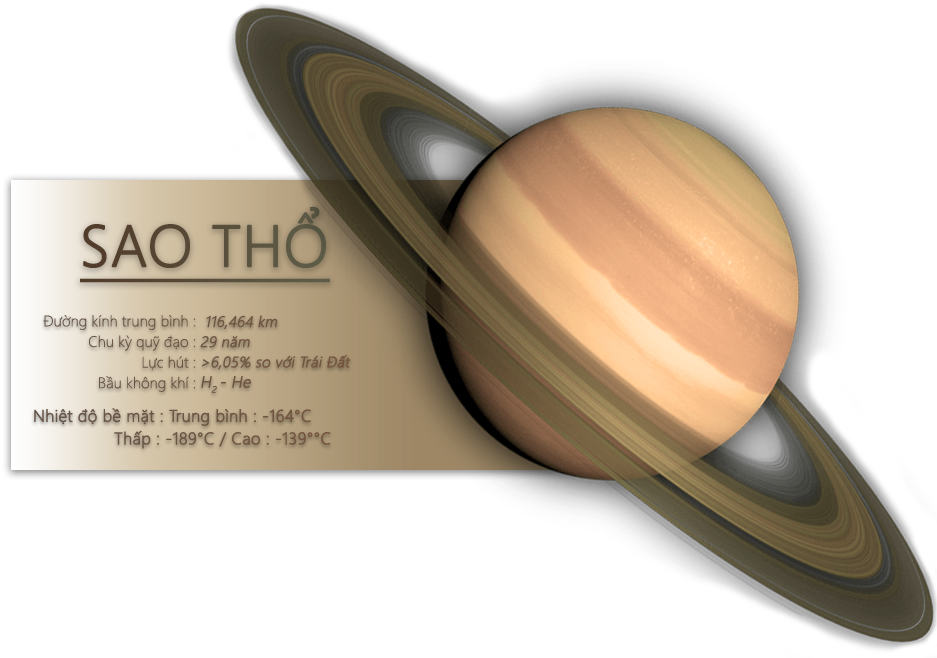 SAO THỔ
Đường kính trung bình : 116,464 km
Chu kỳ quỹ đạo : 29 năm
Lực hút : >6,05% so với Trái Đất
Bầu không khí : H₂ - He
Nhiệt độ bề mặt : Trung bình : -164°C
Thấp : -189°C / Cao : -139°°C